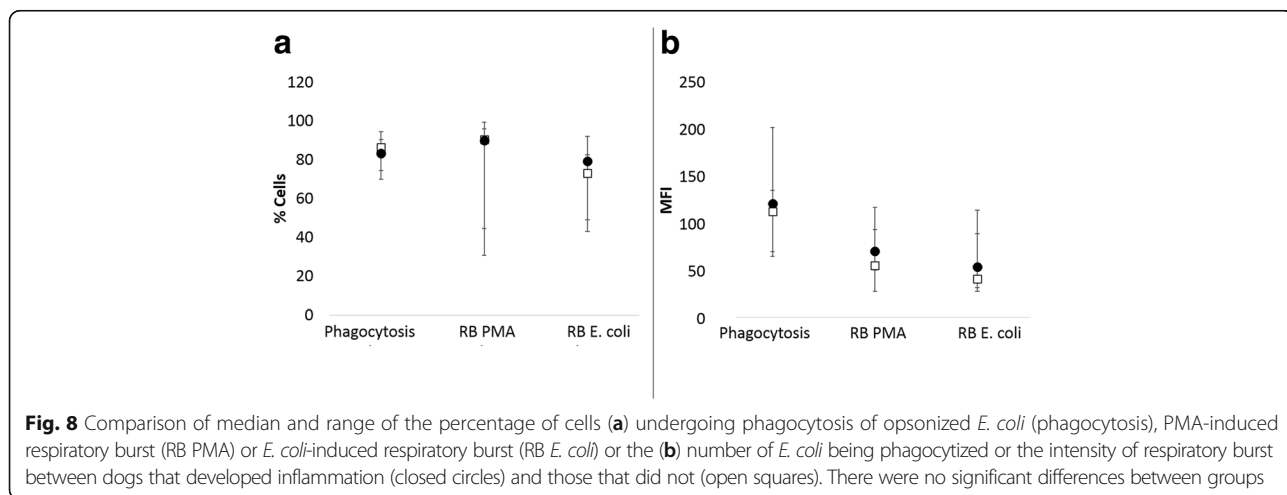 a
120
100
80
60
40
20
0
% Cells
Phagocytosis
RB PMA
RB E. coli
b
250
200
150
100
50
0
MFI
Phagocytosis
RB PMA
RB E. coli
Fig. 8 Comparison of median and range of the percentage of cells (a) undergoing phagocytosis of opsonized E. coli (phagocytosis), PMA-induced
respiratory burst (RB PMA) or E. coli-induced respiratory burst (RB E. coli) or the (b) number of E. coli being phagocytized or the intensity of respiratory burst
between dogs that developed inflammation (closed circles) and those that did not (open squares). There were no significant differences between groups